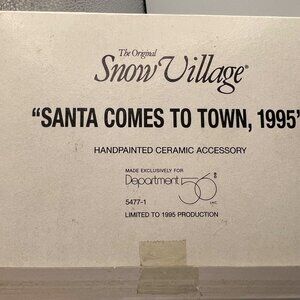 The Original
Snow Village®
"SANTA COMES TO TOWN, 1995"
HANDPAINTED CERAMIC ACCESSORY
MADE EXCLUSIVELY FOR
Department 56®
INC.
5477-1
LIMITED TO 1995 PRODUCTION